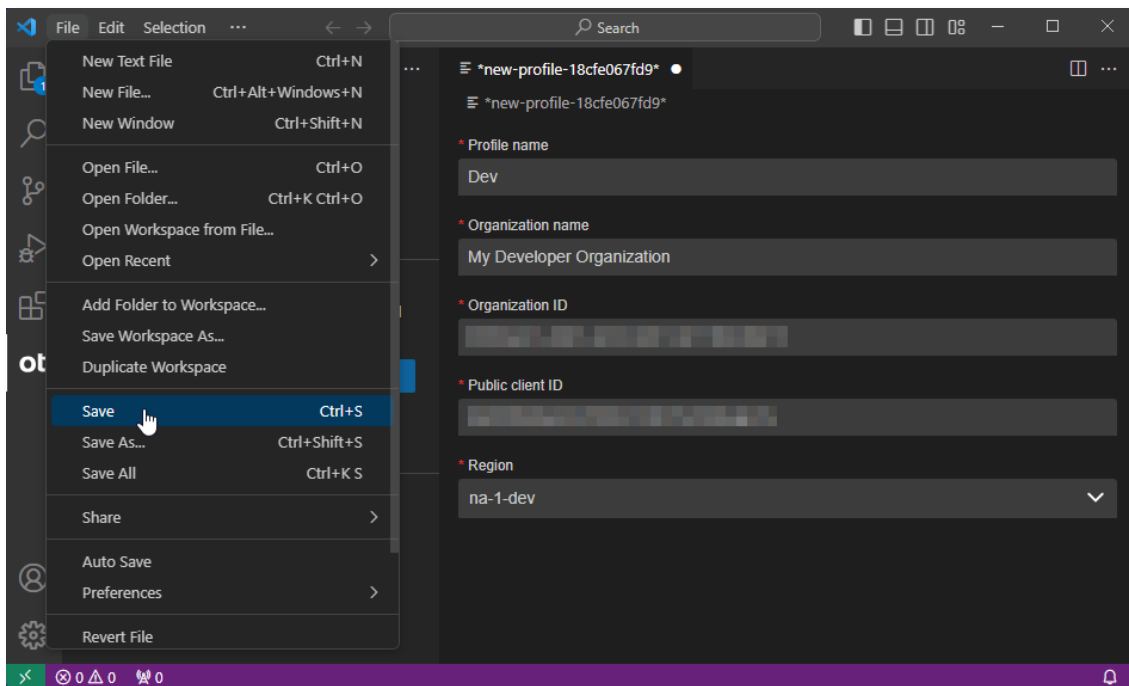 File Edit Selection ··· Search
New Text File Ctrl+N
New File... Ctrl+Alt+Windows+N
New Window Ctrl+Shift+N
Open File... Ctrl+O
Open Folder... Ctrl+K Ctrl+O
Open Workspace from File...
Open Recent
Add Folder to Workspace...
Save Workspace As...
Duplicate Workspace
Save Ctrl+S
Save As... Ctrl+Shift+S
Save All Ctrl+K S
Share
Auto Save
Preferences
Revert File
1
ot
*new-profile-18cfe067fd9*
*new-profile-18cfe067fd9*
* Profile name
Dev
* Organization name
My Developer Organization
* Organization ID
* Public client ID
* Region
na-1-dev
0 0 0